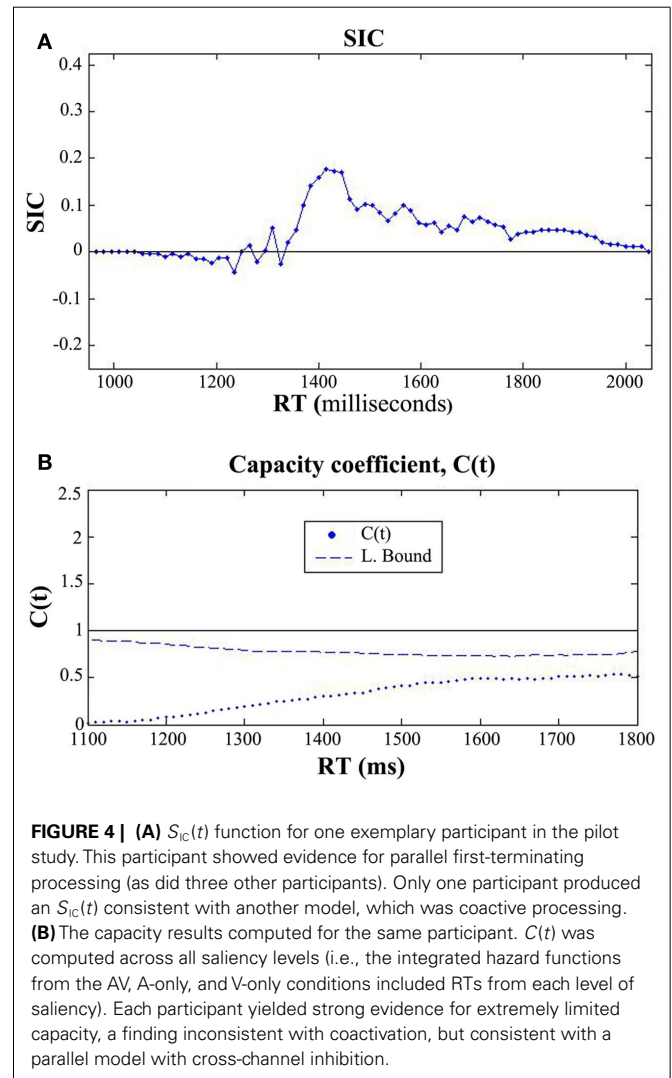 A
SIC
0.4
0.3
0.2
0.1
0
-0.1
-0.2
SIC
1000 1200 1400 1600 1800 2000
RT (milliseconds)
B
Capacity coefficient, C(t)
2.5
2
1.5
1
0.5
0
C(t)
C(t)
L. Bound
1100 1200 1300 1400 1500 1600 1700 1800
RT (ms)
FIGURE 4 | (A) SIC(t) function for one exemplary participant in the pilot
study. This participant showed evidence for parallel first-terminating
processing (as did three other participants). Only one participant produced
an SIC(t) consistent with another model, which was coactive processing.
(B) The capacity results computed for the same participant. C(t) was
computed across all saliency levels (i.e., the integrated hazard functions
from the AV, A-only, and V-only conditions included RTs from each level of
saliency). Each participant yielded strong evidence for extremely limited
capacity, a finding inconsistent with coactivation, but consistent with a
parallel model with cross-channel inhibition.